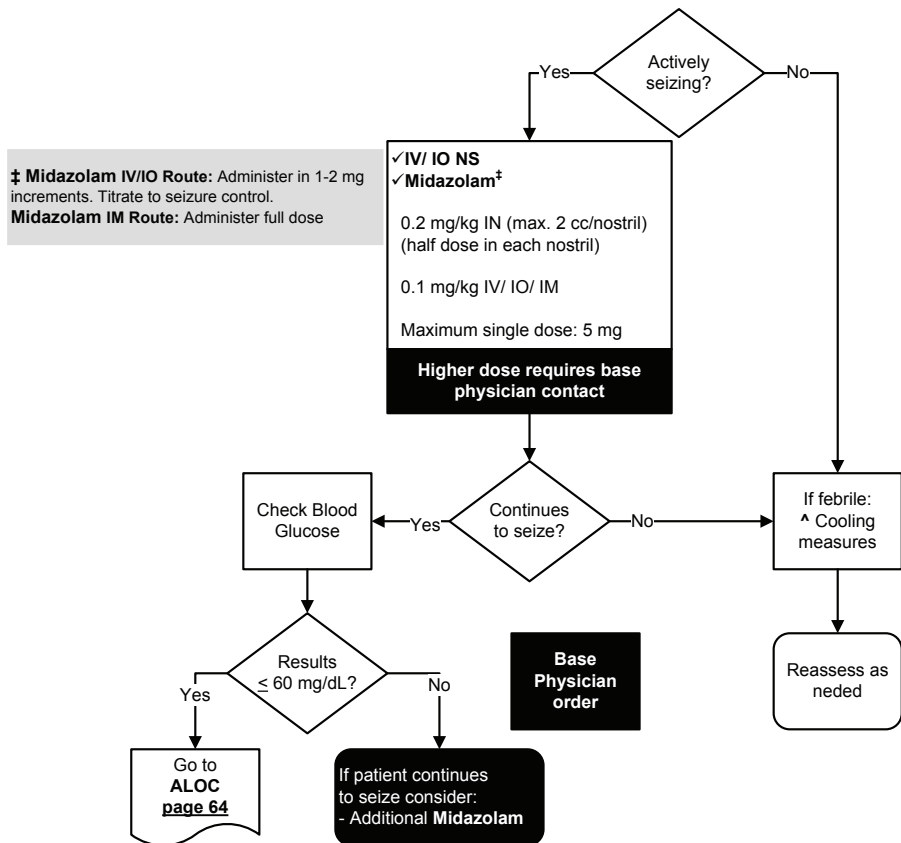 Actively
seizing?
Yes
No
‡ Midazolam IV/IO Route: Administer in 1-2 mg
increments. Titrate to seizure control.
Midazolam IM Route: Administer full dose
✓IV/ IO NS
✓Midazolam‡
0.2 mg/kg IN (max. 2 cc/nostril)
(half dose in each nostril)
0.1 mg/kg IV/ IO/ IM
Maximum single dose: 5 mg
Higher dose requires base
physician contact
Check Blood
Glucose
Yes
Continues
to seize?
No
If febrile:
^ Cooling
measures
Results
≤ 60 mg/dL?
Yes
No
Base
Physician
order
Reassess as
neded
Go to
ALOC
page 64
If patient continues
to seize consider:
- Additional Midazolam